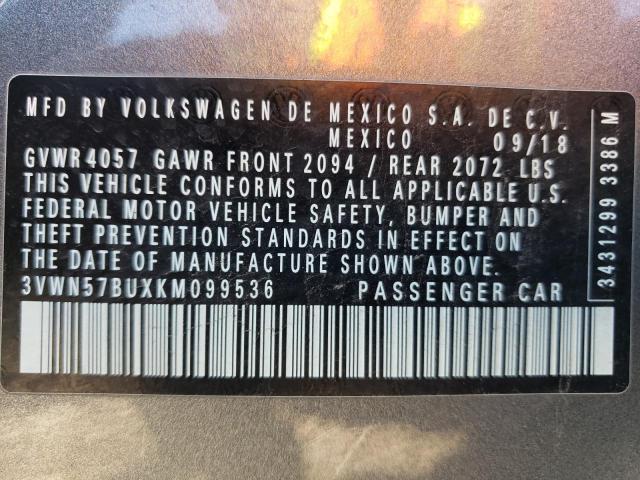 MFD BY VOLKSWAGEN DE MEXICO S.A. DE C.V.
MEXICO 09/18
GVWR 4057 GAWR FRONT 2094 / REAR 2072 LBS
THIS VEHICLE CONFORMS TO ALL APPLICABLE U.S.
FEDERAL MOTOR VEHICLE SAFETY, BUMPER AND
THEFT PREVENTION STANDARDS IN EFFECT ON
THE DATE OF MANUFACTURE SHOWN ABOVE.
3VWN57BUXKM099536 PASSENGER CAR
3431299 3386 M